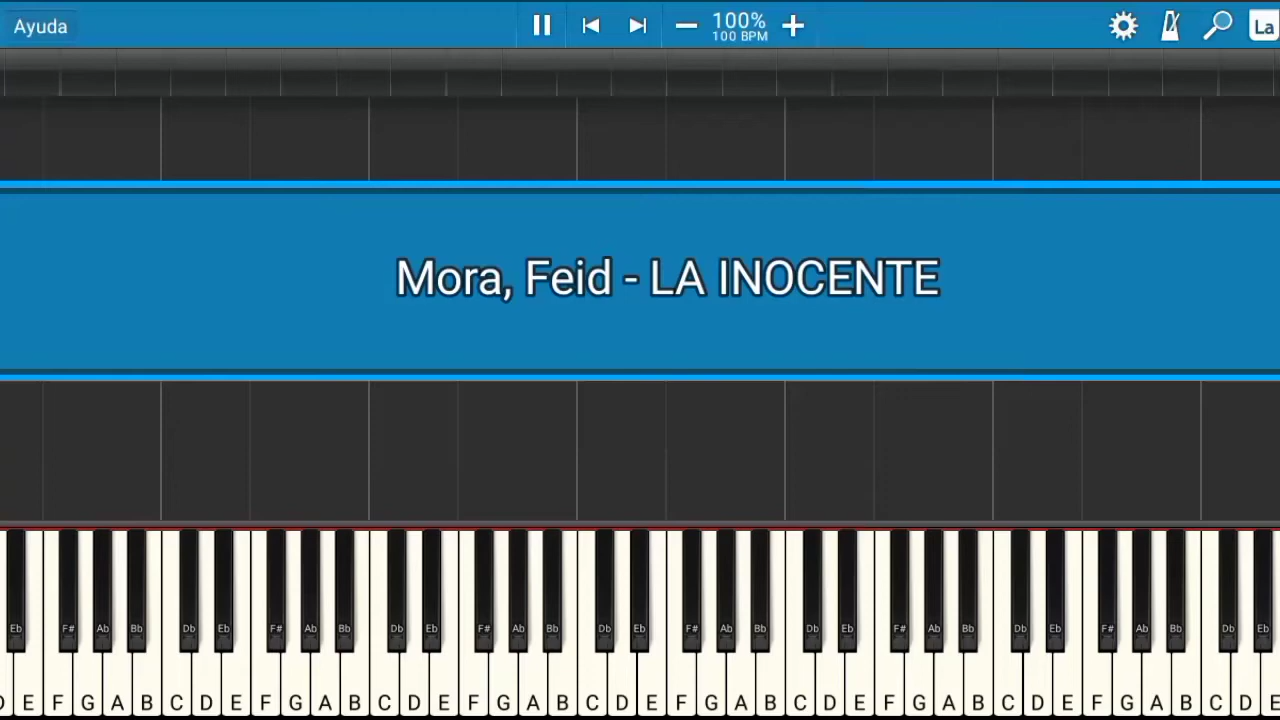 Ayuda
100%
100 BPM
La
Mora, Feid - LA INOCENTE
Eb F# Ab Bb Db Eb F# Ab Bb Db Eb F# Ab Bb Db Eb F# Ab Bb Db Eb F# Ab Bb Db Eb F# Ab Bb Db Eb
D E F G A B C D E F G A B C D E F G A B C D E F G A B C D E F G A B C D E F G A B C D E